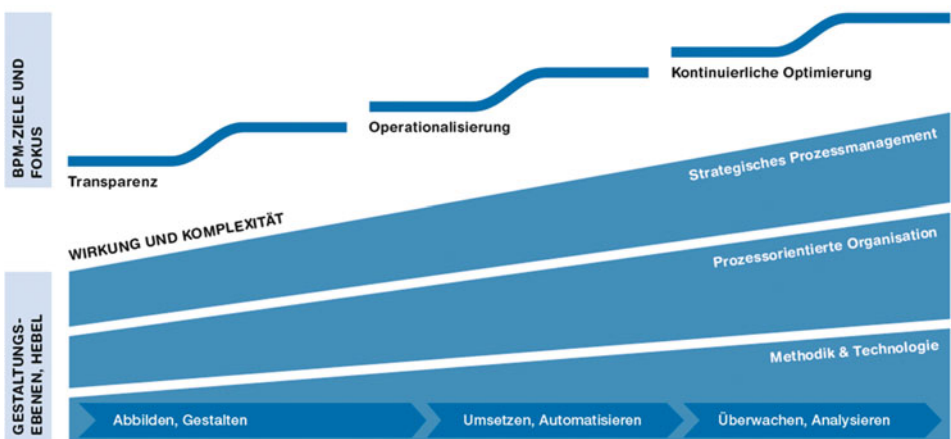 BPM-ZIELE UND
FOKUS
Transparenz
Operationalisierung
Kontinuierliche Optimierung
WIRKUNG UND KOMPLEXITÄT
Strategisches Prozessmanagement
Prozessorientierte Organisation
Methodik & Technologie
GESTALTUNGS-
EBENEN, HEBEL
Abbilden, Gestalten
Umsetzen, Automatisieren
Überwachen, Analysieren